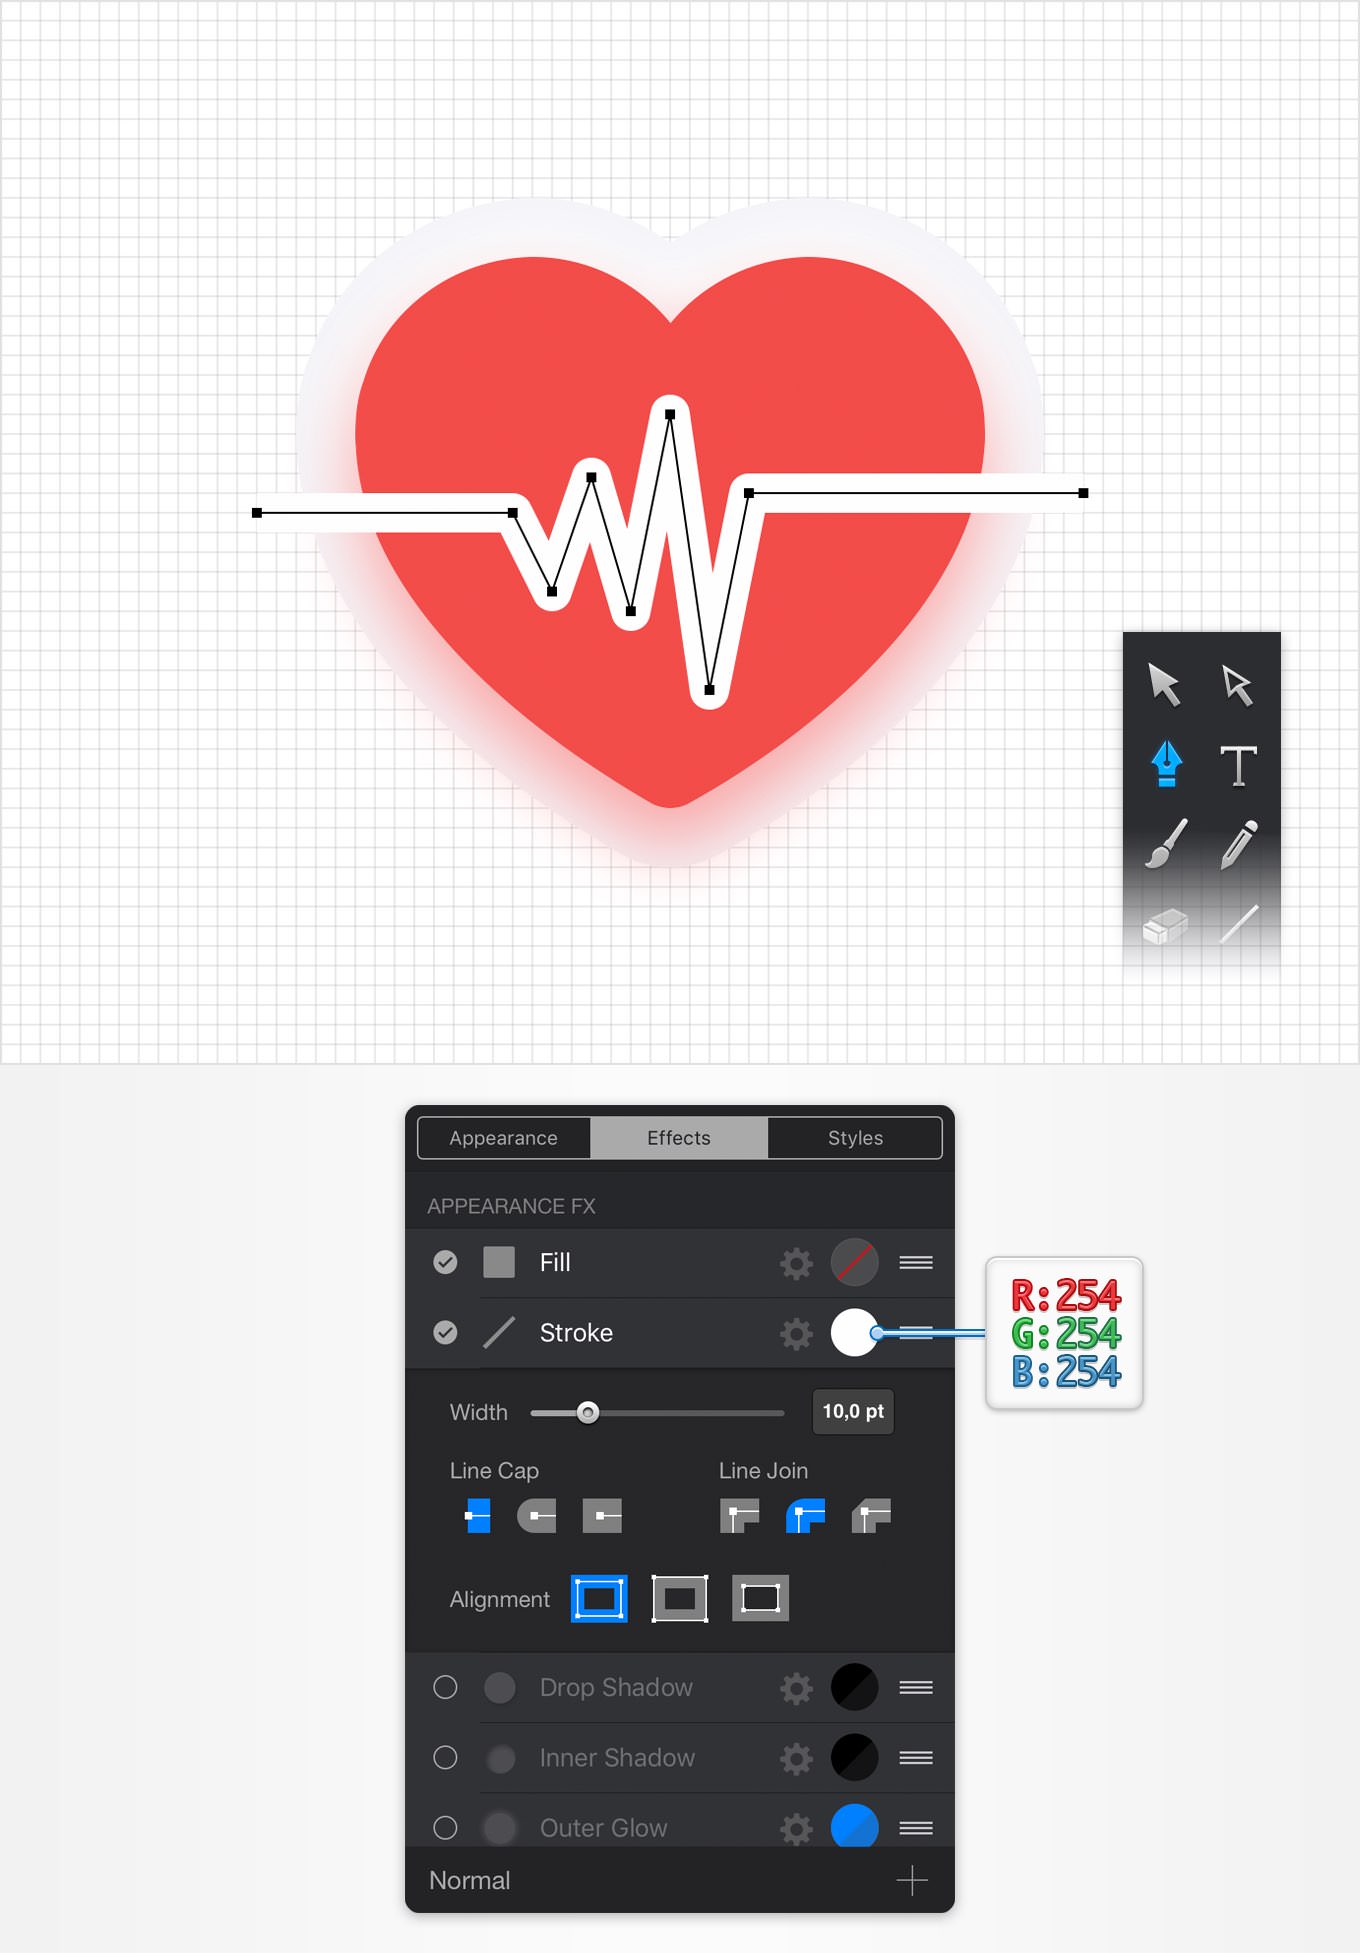 T
Appearance Effects Styles
APPEARANCE FX
Fill
Stroke
R:254
G:254
B:254
Width 10,0 pt
Line Cap Line Join
Alignment
Drop Shadow
Inner Shadow
Outer Glow
Normal